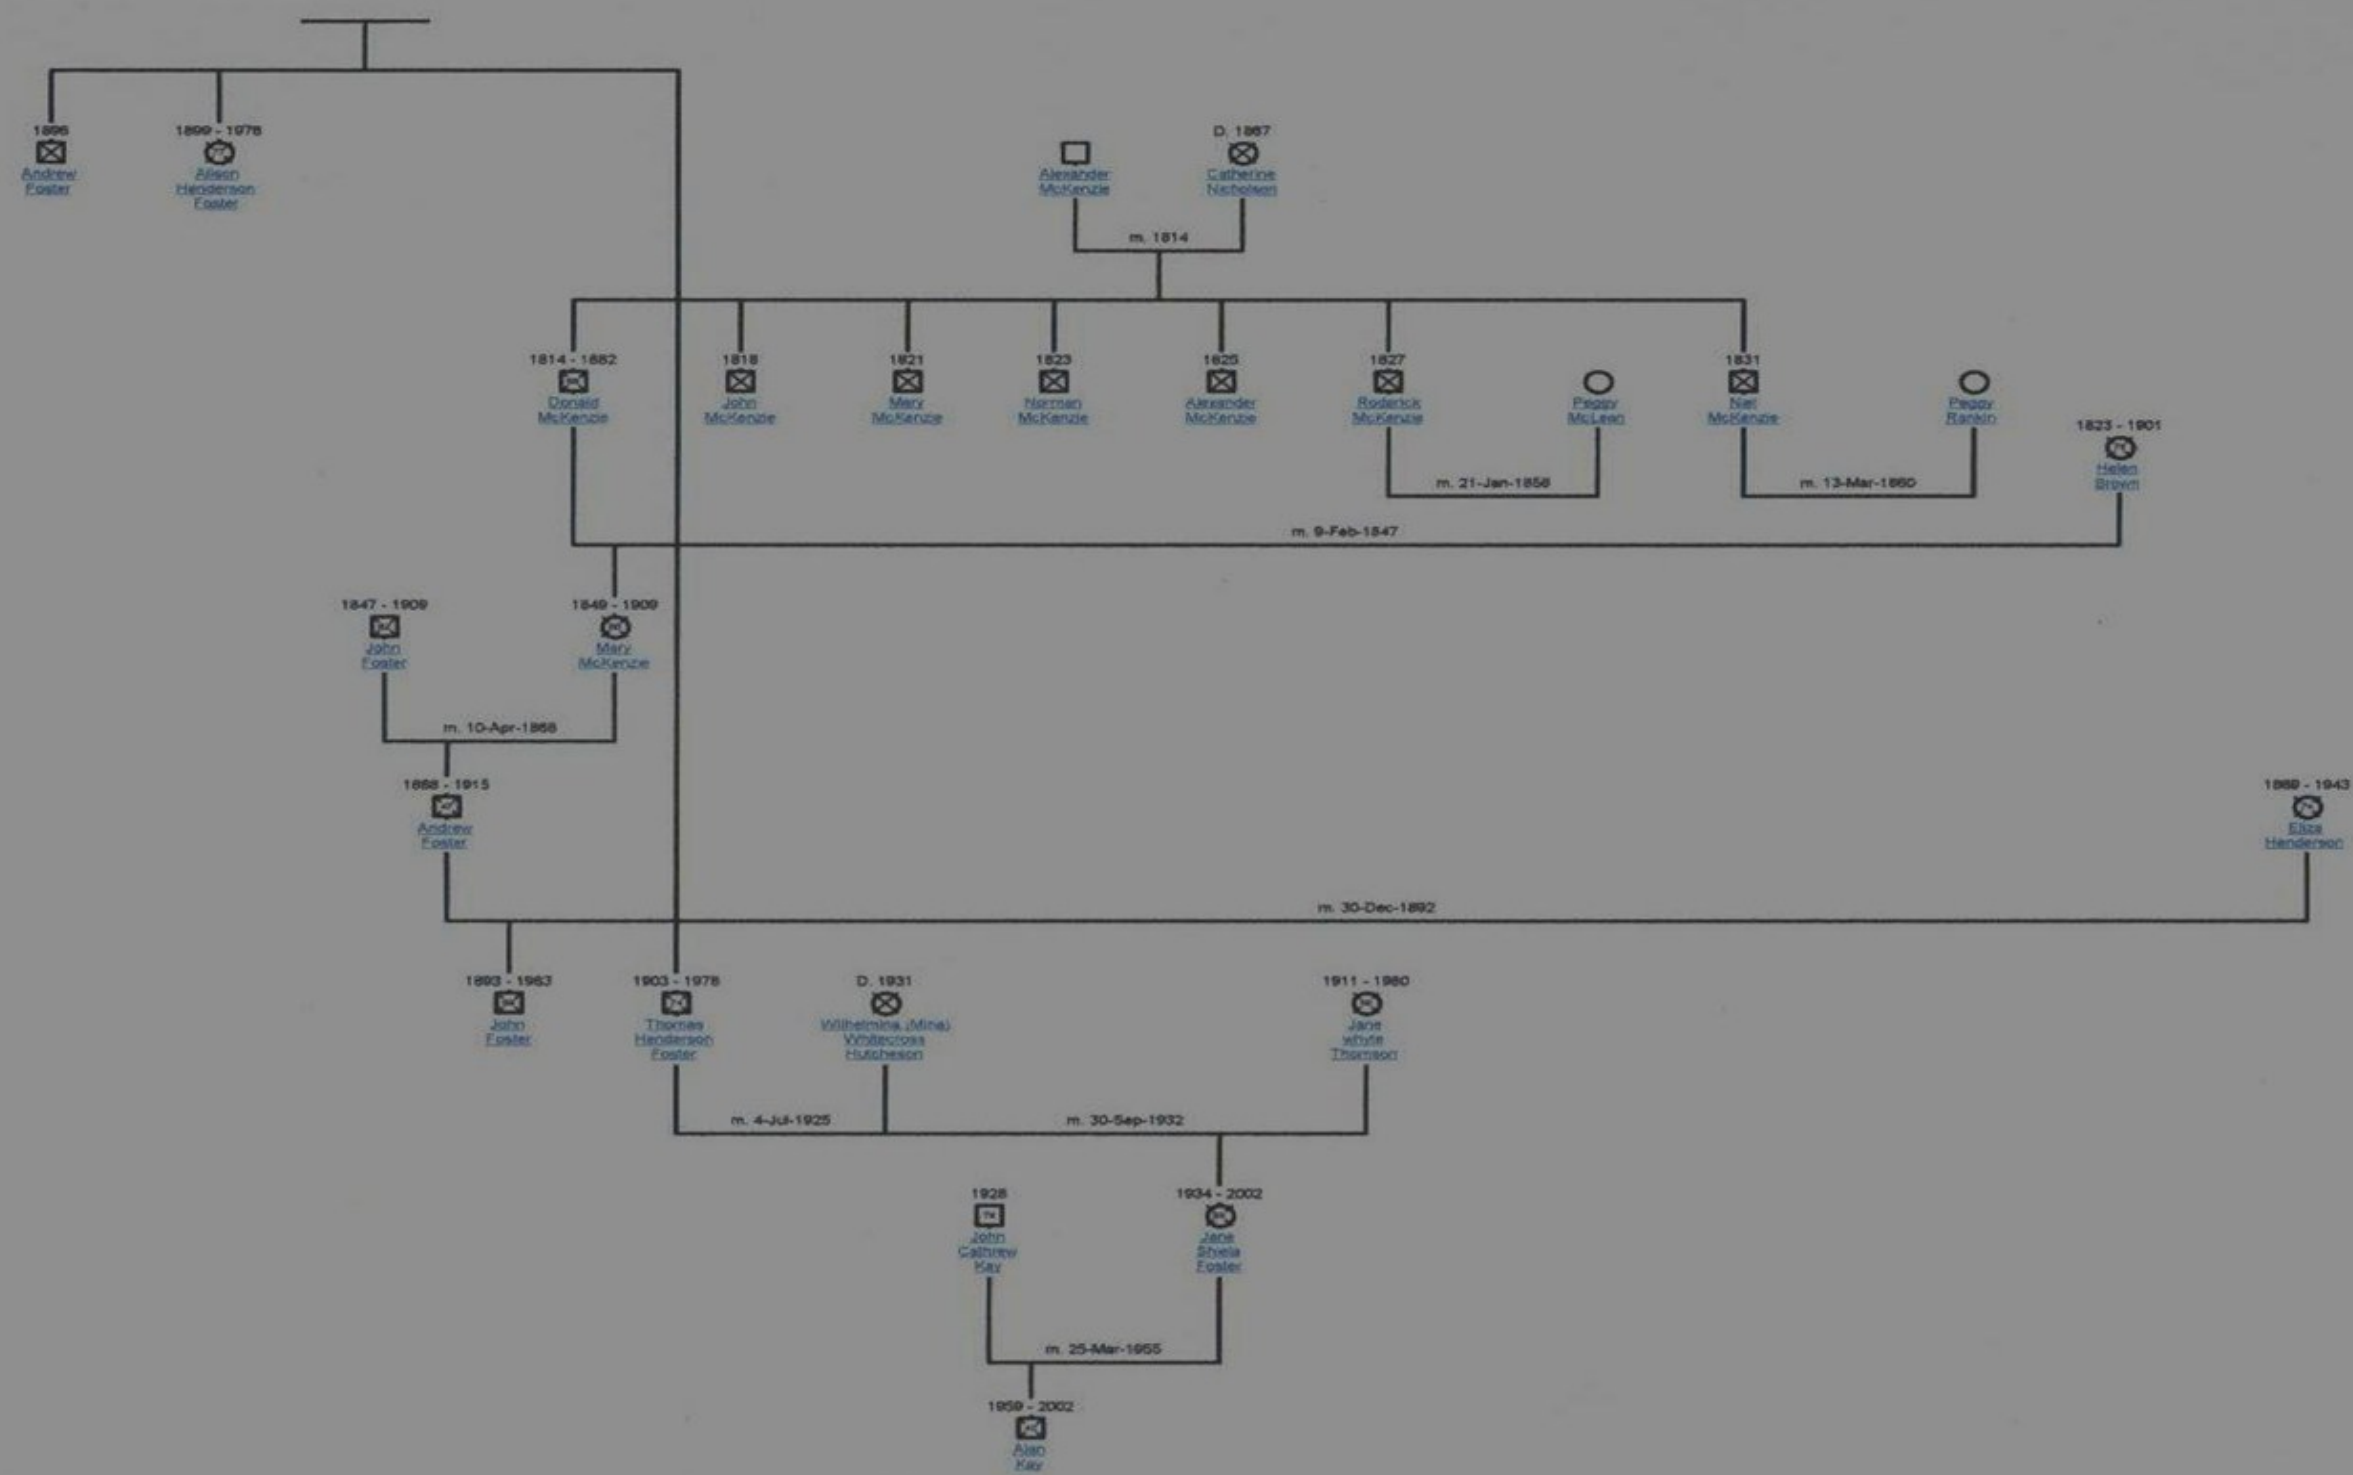 1896
Andrew
Foster
1899 - 1976
Alison
Henderson
Foster
Alexander
McKenzie
D. 1867
Catherine
Nicholson
m. 1814
1814 - 1882
Donald
McKenzie
1818
John
McKenzie
1821
Mary
McKenzie
1823
Norman
McKenzie
1825
Alexander
McKenzie
1827
Roderick
McKenzie
Peggy
McLean
m. 21-Jan-1856
1831
Niel
McKenzie
Peggy
Rankin
m. 13-Mar-1860
1823 - 1901
Helen
Brown
m. 9-Feb-1847
1847 - 1909
John
Foster
1849 - 1909
Mary
McKenzie
m. 10-Apr-1868
1868 - 1915
Andrew
Foster
1869 - 1943
Eliza
Henderson
m. 30-Dec-1892
1893 - 1963
John
Foster
1903 - 1978
74
Thomas
Henderson
Foster
D. 1931
Wilhelmina (Mina)
Whitecross
Hutcheson
1911 - 1980
Jane
whyte
Thomson
m. 4-Jul-1925
m. 30-Sep-1932
1928
John
Cathrew
Kay
1934 - 2002
Jane
Shiela
Foster
m. 25-Mar-1955
1959 - 2002
Alan
Kay